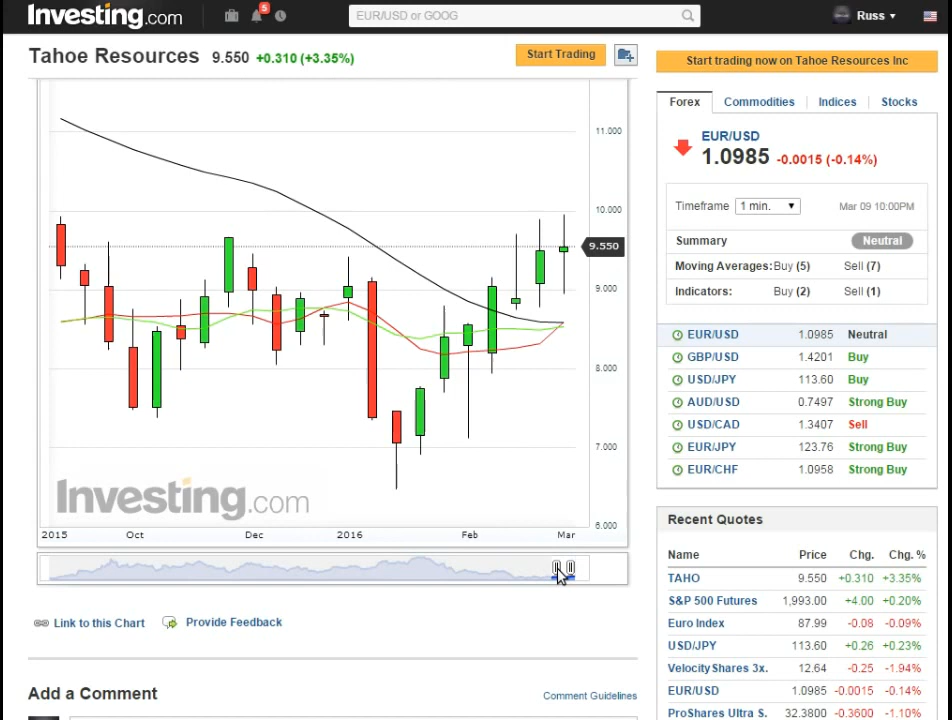 Investing.com
5
EUR/USD or GOOG
Russ ▾
Tahoe Resources 9.550 +0.310 (+3.35%)
Start Trading
Start trading now on Tahoe Resources Inc
11.000
10.000
9.550
9.000
8.000
7.000
6.000
Investing.com
2015 Oct Dec 2016 Feb Mar
Link to this Chart Provide Feedback
Add a Comment Comment Guidelines
Forex Commodities Indices Stocks
EUR/USD
1.0985 -0.0015 (-0.14%)
Timeframe 1 min. ▼ Mar 09 10:00PM
Summary Neutral
Moving Averages: Buy (5) Sell (7)
Indicators: Buy (2) Sell (1)
EUR/USD 1.0985 Neutral
GBP/USD 1.4201 Buy
USD/JPY 113.60 Buy
AUD/USD 0.7497 Strong Buy
USD/CAD 1.3407 Sell
EUR/JPY 123.76 Strong Buy
EUR/CHF 1.0958 Strong Buy
Recent Quotes
Name Price Chg. Chg. %
TAHO 9.550 +0.310 +3.35%
S&P 500 Futures 1,993.00 +4.00 +0.20%
Euro Index 87.99 -0.08 -0.09%
USD/JPY 113.60 +0.26 +0.23%
VelocityShares 3x. 12.64 -0.25 -1.94%
EUR/USD 1.0985 -0.0015 -0.14%
ProShares Ultra S. 32.3800 -0.3600 -1.10%